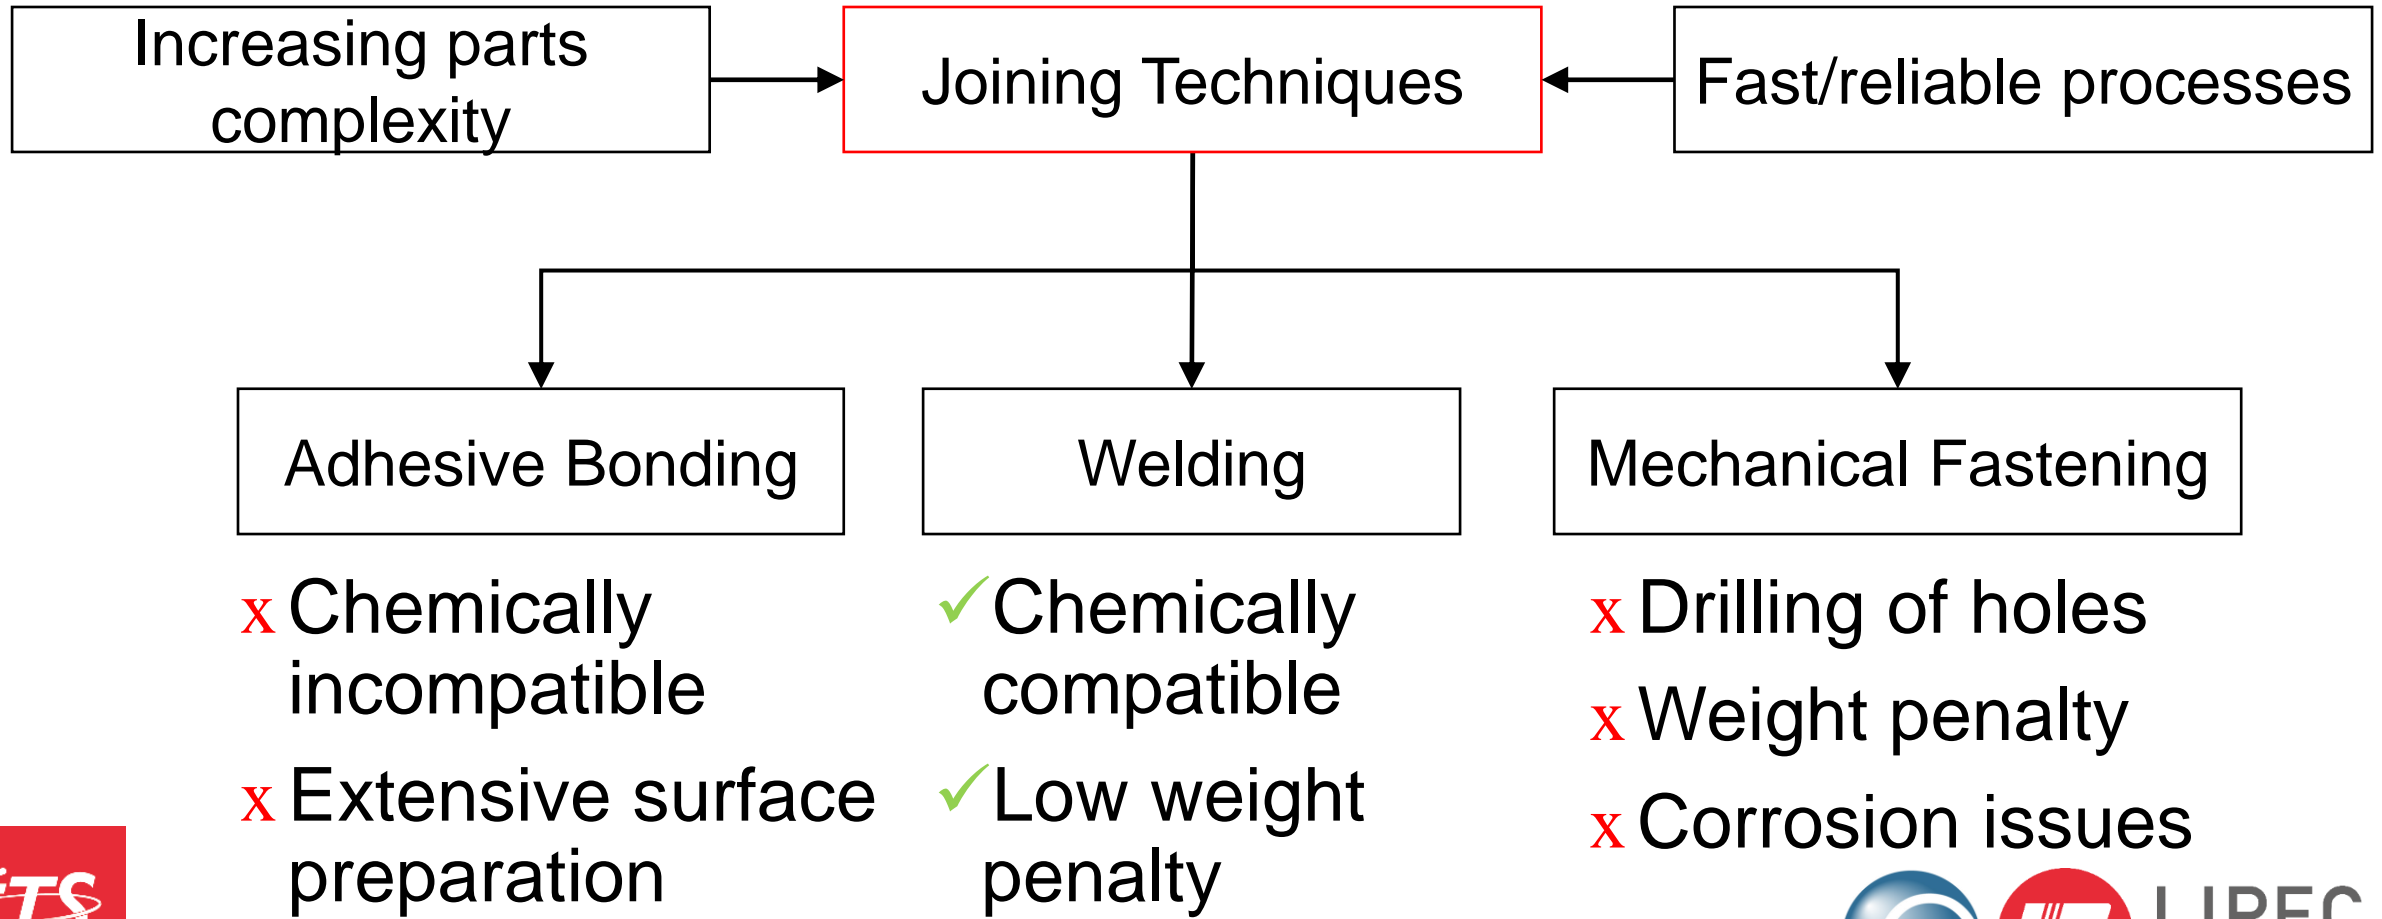 Increasing parts
complexity
Joining Techniques
Fast/reliable processes
Adhesive Bonding
Welding
Mechanical Fastening
x Chemically
incompatible
x Extensive surface
preparation
✓Chemically
compatible
✓Low weight
penalty
x Drilling of holes
x Weight penalty
x Corrosion issues